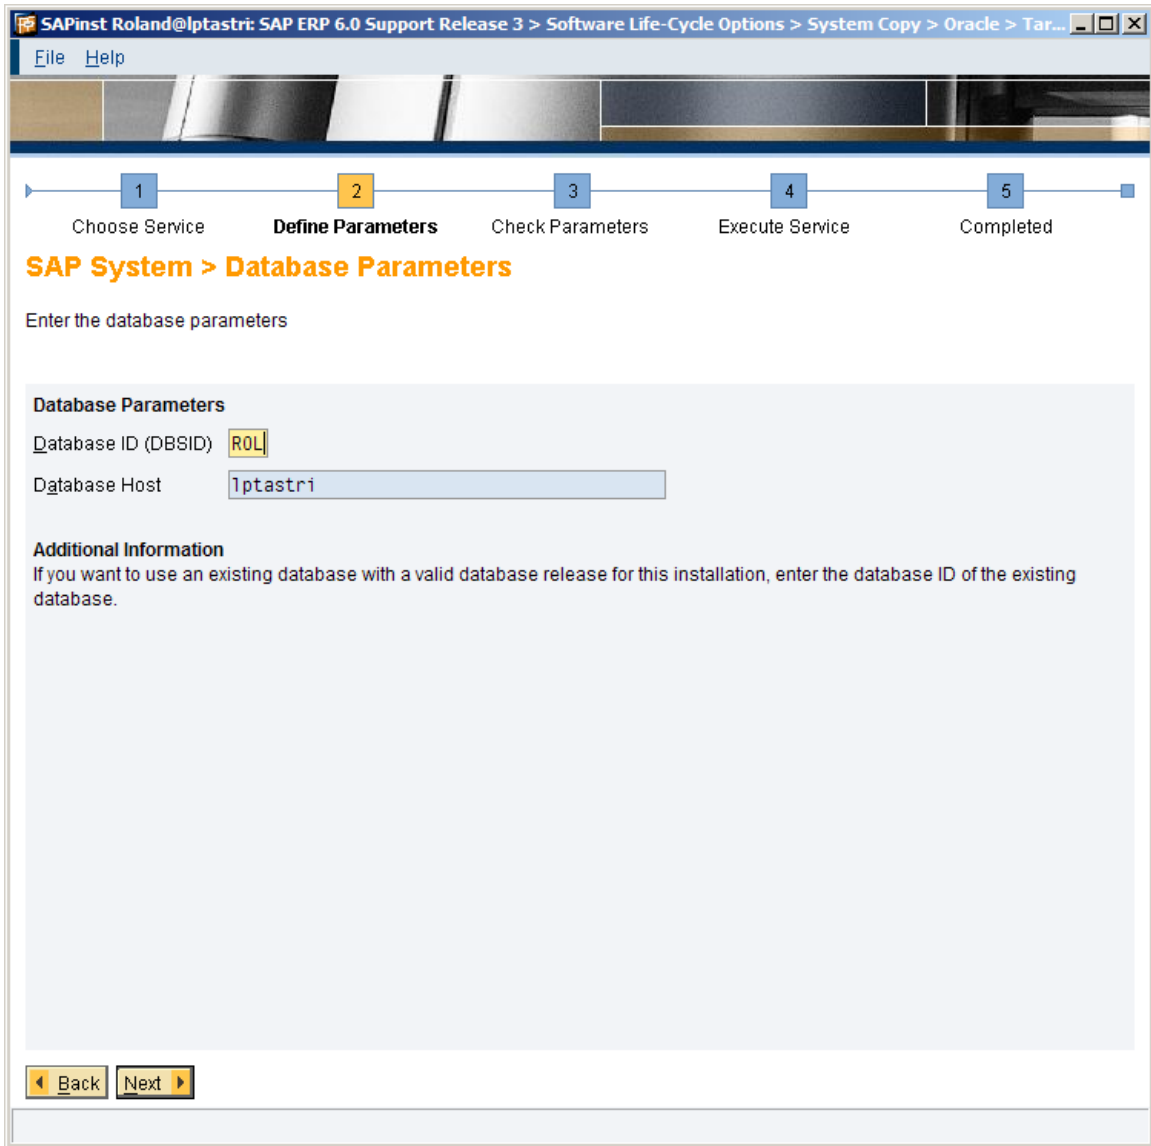 SAPinst Roland@lptastri: SAP ERP 6.0 Support Release 3 > Software Life-Cycle Options > System Copy > Oracle > Tar...
File Help
1 2 3 4 5
Choose Service Define Parameters Check Parameters Execute Service Completed
SAP System > Database Parameters
Enter the database parameters
Database Parameters
Database ID (DBSID) ROL
Database Host lptastri
Additional Information
If you want to use an existing database with a valid database release for this installation, enter the database ID of the existing
database.
Back Next